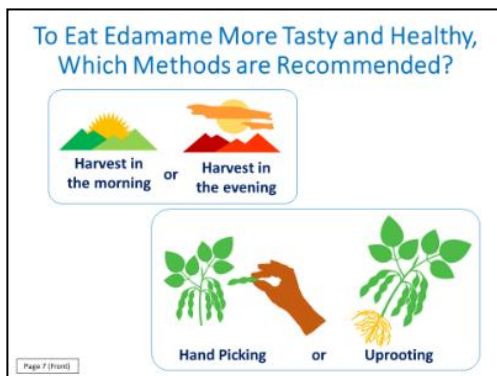 To Eat Edamame More Tasty and Healthy,
Which Methods are Recommended?
Harvest in
the morning
or
Harvest in
the evening
Hand Picking or Uprooting
Page 7 (Front)